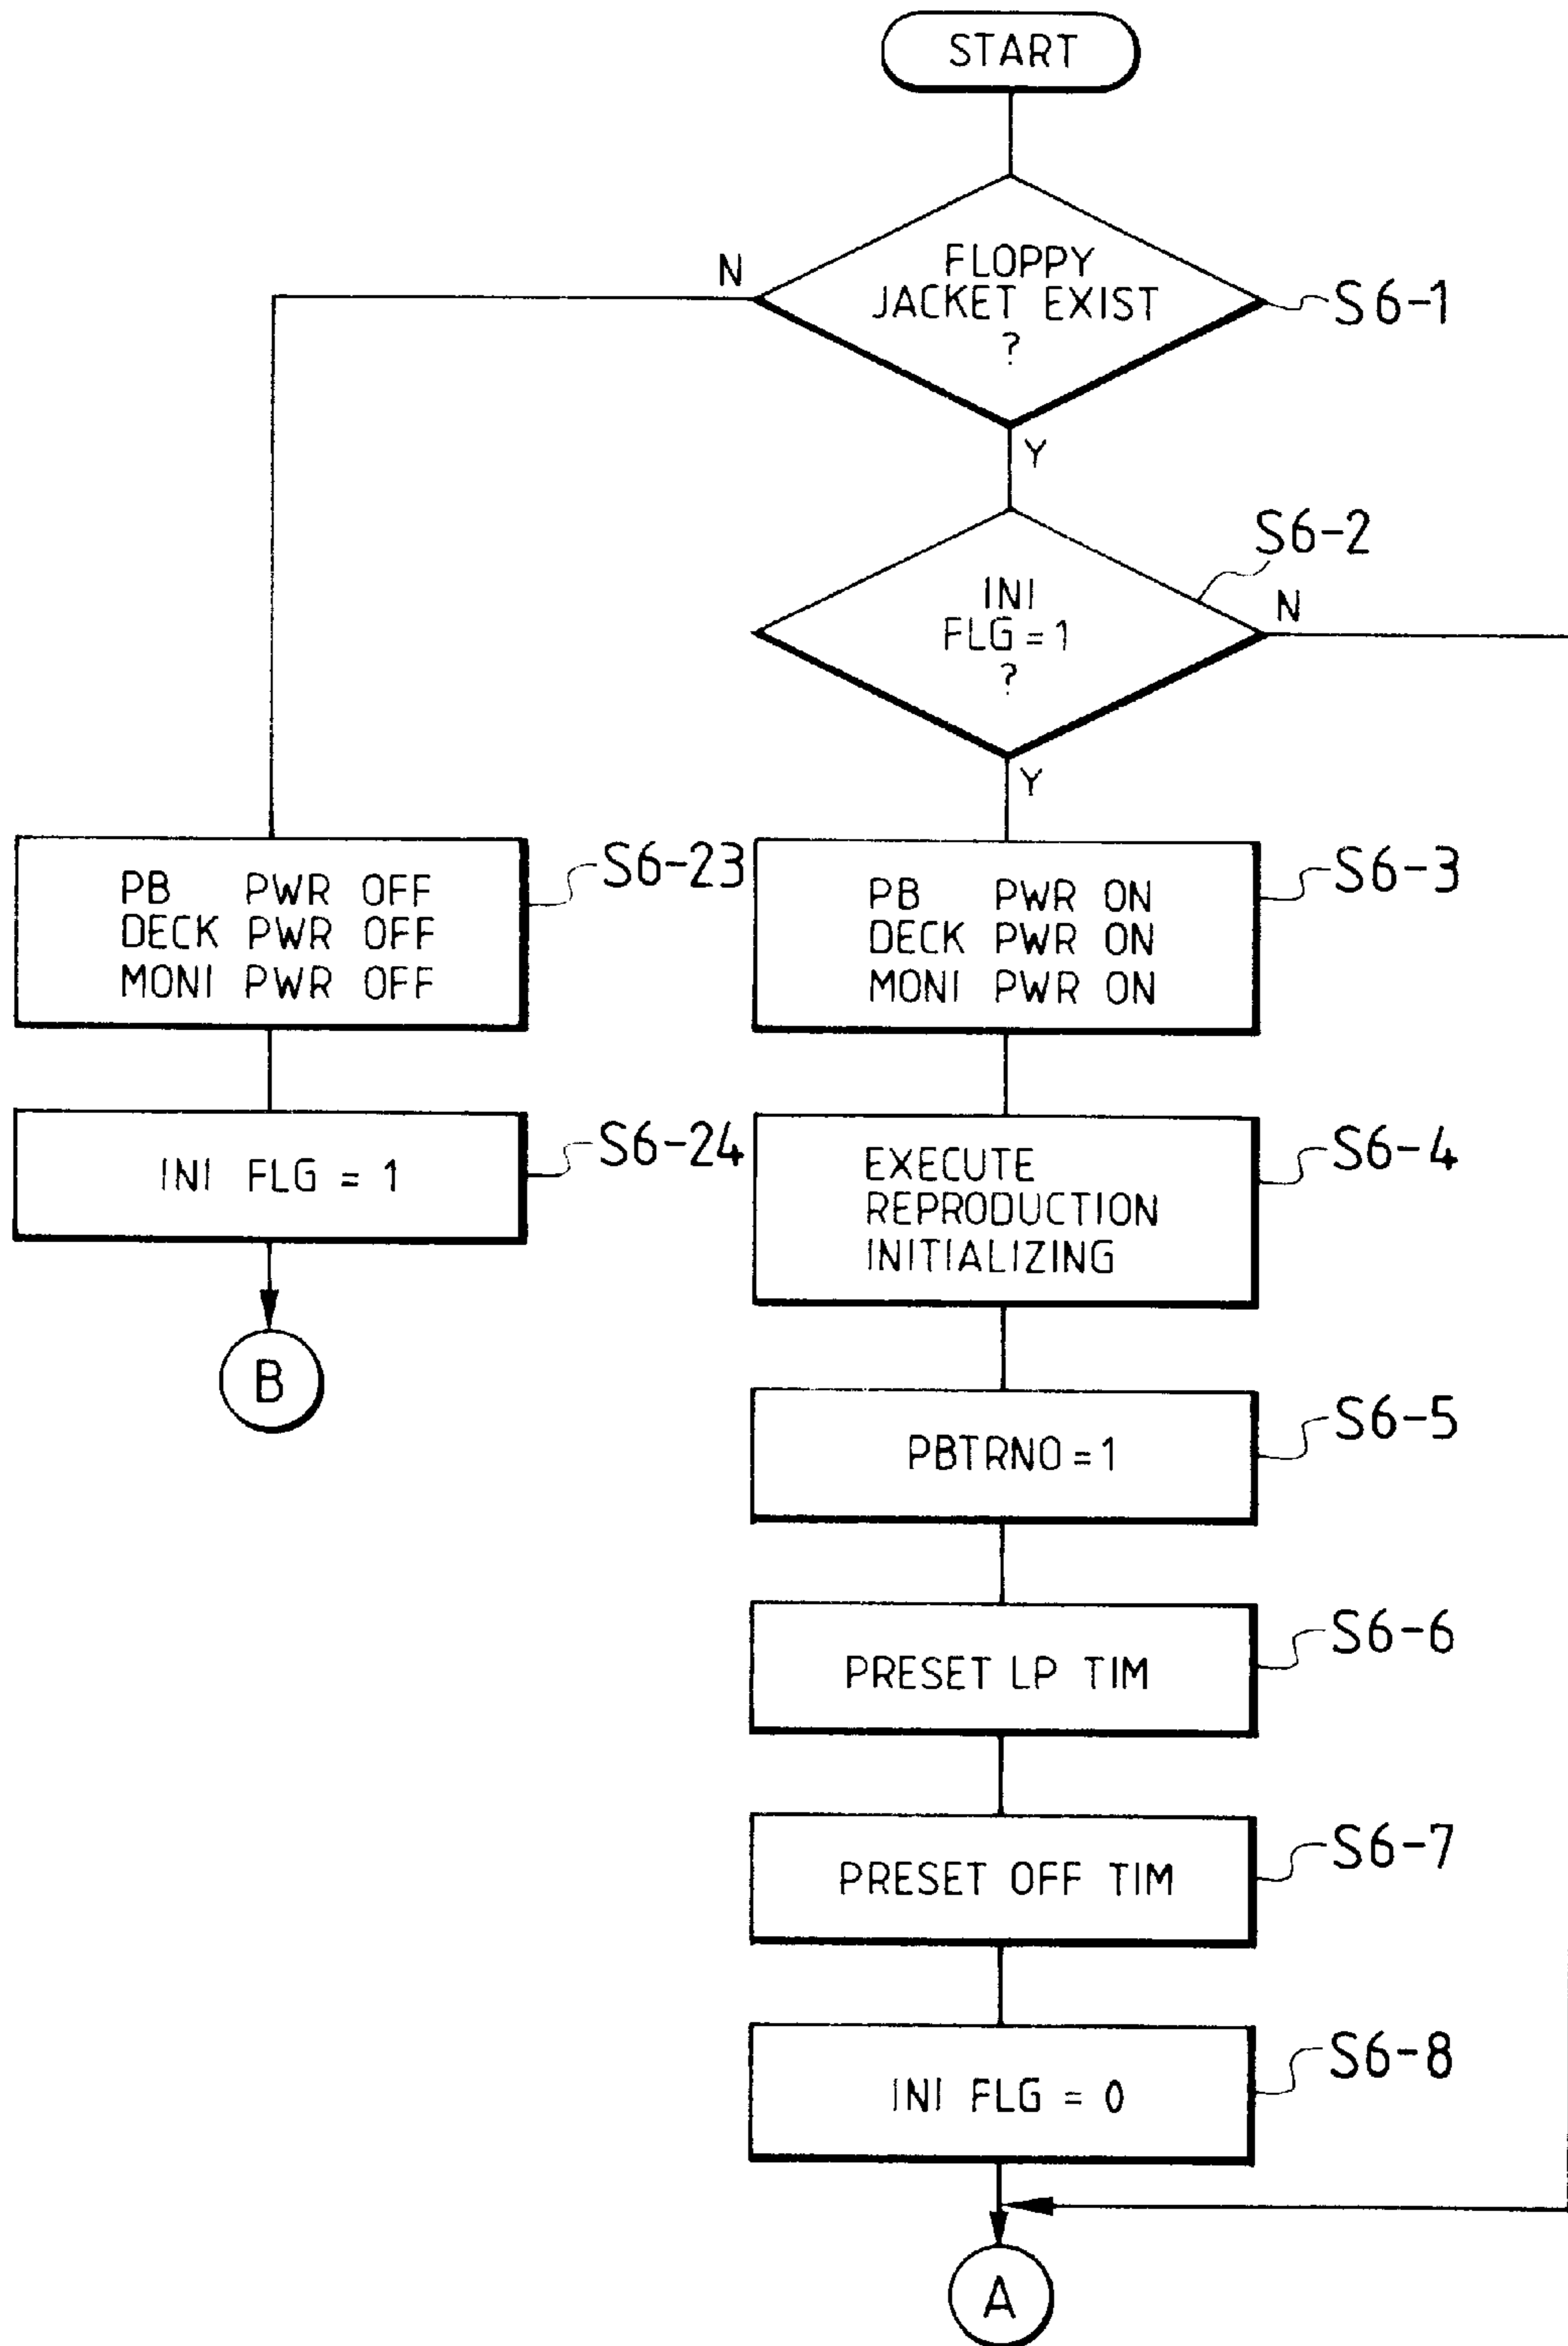 START
FLOPPY
JACKET EXIST
?
N
S6-1
Y
S6-2
INI
FLG = 1
?
N
Y
PB PWR OFF
DECK PWR OFF
MONI PWR OFF
S6-23
PB PWR ON
DECK PWR ON
MONI PWR ON
S6-3
INI FLG = 1
S6-24
EXECUTE
REPRODUCTION
INITIALIZING
S6-4
B
PBTRNO = 1
S6-5
PRESET LP TIM
S6-6
PRESET OFF TIM
S6-7
INI FLG = 0
S6-8
A